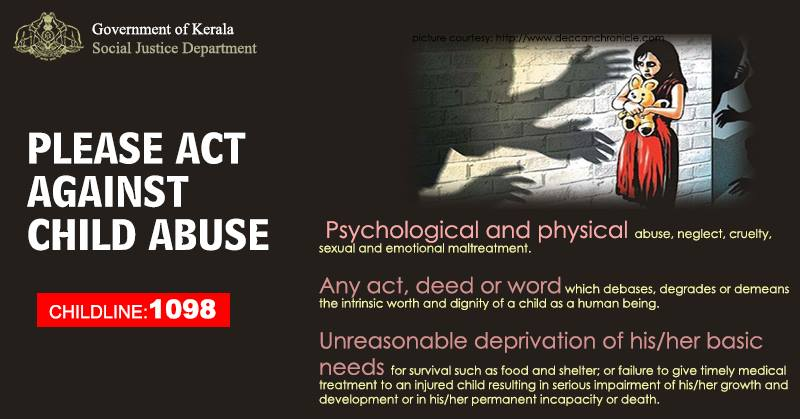 Government of Kerala
Social Justice Department
picture courtesy: http://www.deccanchronicle.com
PLEASE ACT
AGAINST
CHILD ABUSE
CHILDLINE:1098
Psychological and physical abuse, neglect, cruelty,
sexual and emotional maltreatment.
Any act, deed or word which debases, degrades or demeans
the intrinsic worth and dignity of a child as a human being.
Unreasonable deprivation of his/her basic
needs for survival such as food and shelter; or failure to give timely medical
treatment to an injured child resulting in serious impairment of his/her growth and
development or in his/her permanent incapacity or death.